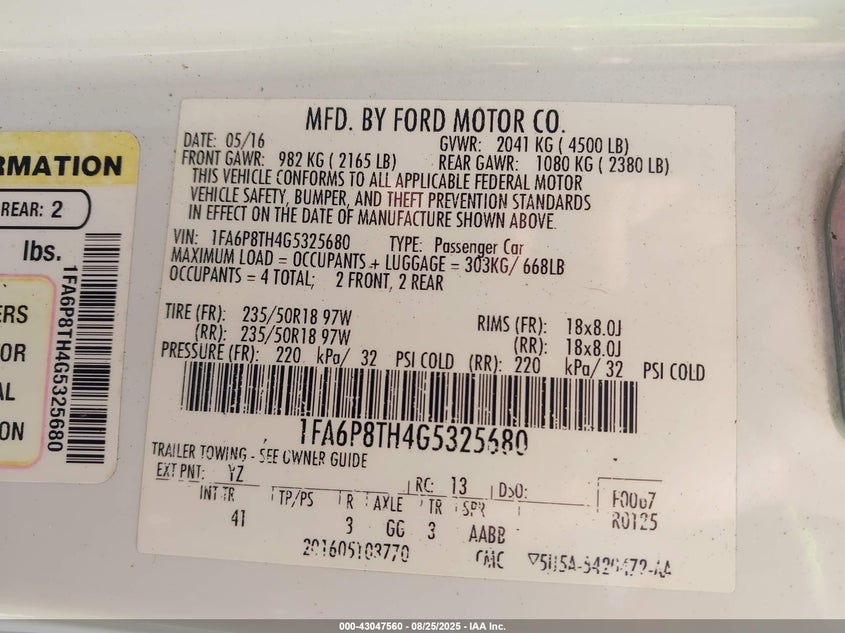 RMATION
REAR: 2
lbs.
ERS
OR
AL
ION
1FA6P8TH4G5325680
MFD. BY FORD MOTOR CO.
DATE: 05/16 GVWR: 2041 KG ( 4500 LB)
FRONT GAWR: 982 KG ( 2165 LB) REAR GAWR: 1080 KG ( 2380 LB)
THIS VEHICLE CONFORMS TO ALL APPLICABLE FEDERAL MOTOR
VEHICLE SAFETY, BUMPER, AND THEFT PREVENTION STANDARDS
IN EFFECT ON THE DATE OF MANUFACTURE SHOWN ABOVE.
VIN: 1FA6P8TH4G5325680 TYPE: Passenger Car
MAXIMUM LOAD = OCCUPANTS + LUGGAGE = 303KG/ 668LB
OCCUPANTS = 4 TOTAL; 2 FRONT, 2 REAR
TIRE (FR): 235/50R18 97W RIMS (FR): 18x8.0J
(RR): 235/50R18 97W (RR): 18x8.0J
PRESSURE (FR): 220 kPa/ 32 PSI COLD (RR): 220 kPa/ 32 PSI COLD
1FA6P8TH4G5325680
TRAILER TOWING - SEE OWNER GUIDE
EXT PNT: YZ RC: 13 DSO: F0067
INT TR TP/PS R AXLE TR SPR R0125
41 3 GG 3 AABB
201605103770 CMC
000-43047560 - 08/25/2025 - IAA Inc.